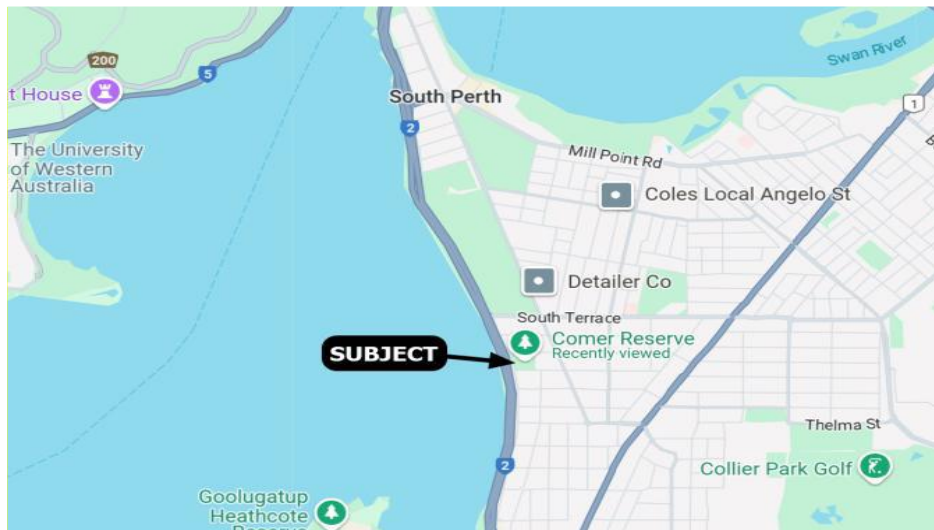 200
5
t House
The University
of Western
Australia
South Perth
2
Swan River
1
Mill Point Rd
Coles Local Angelo St
Detailer Co
South Terrace
Comer Reserve
Recently viewed
SUBJECT
Thelma St
2
Collier Park Golf
Goolugatup
Heathcote